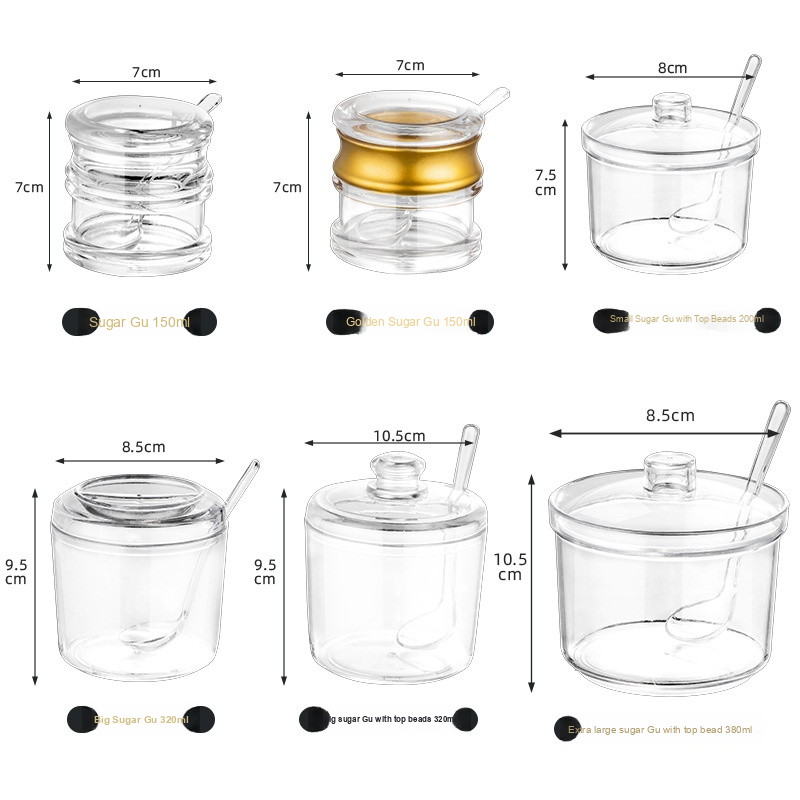 7cm
7cm
8cm
7cm
7cm
7.5
cm
Sugar Gu 150ml
Golden Sugar Gu 150ml
Small Sugar Gu with Top Beads 200ml
8.5cm
10.5cm
8.5cm
9.5
cm
9.5
cm
10.5
cm
Big Sugar Gu 320ml
ig sugar Gu with top beads 320m
Extra large sugar Gu with top bead 380ml